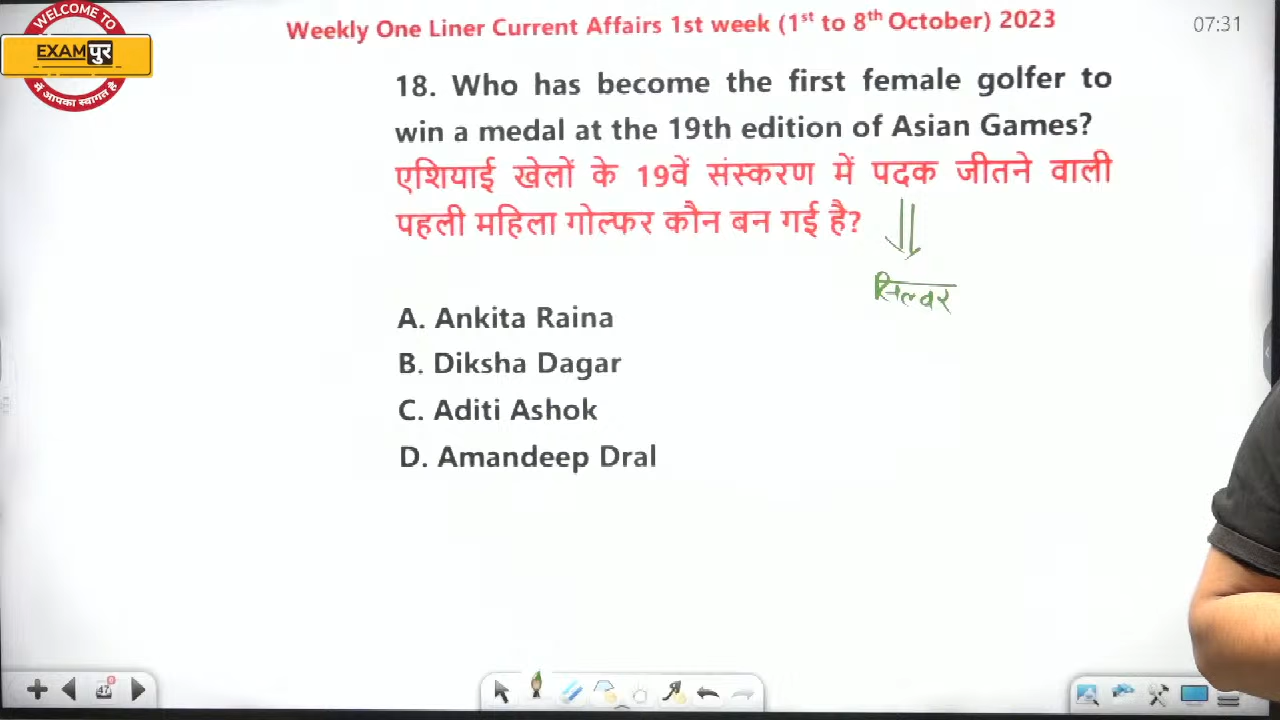 WELCOME TO
EXAMपुर
में आपका स्वागत है
Weekly One Liner Current Affairs 1st week (1st to 8th October) 2023
07:31
18. Who has become the first female golfer to
win a medal at the 19th edition of Asian Games?
एशियाई खेलों के 19वें संस्करण में पदक जीतने वाली
पहली महिला गोल्फर कौन बन गई है?
सिल्वर
A. Ankita Raina
B. Diksha Dagar
C. Aditi Ashok
D. Amandeep Dral
47